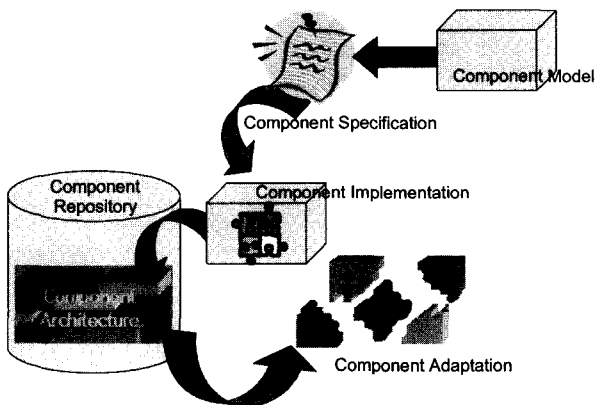 Component Model
Component Specification
Component
Repository
Component Implementation
Component
Architecture
Component Adaptation